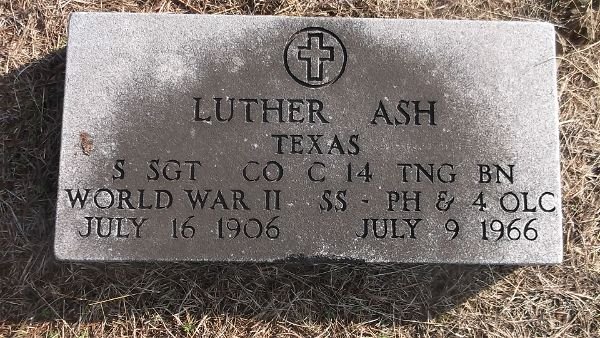 LUTHER ASH
TEXAS
S SGT CO C 14 TNG BN
WORLD WAR II SS - PH & 4 OLC
JULY 16 1906 JULY 9 1966